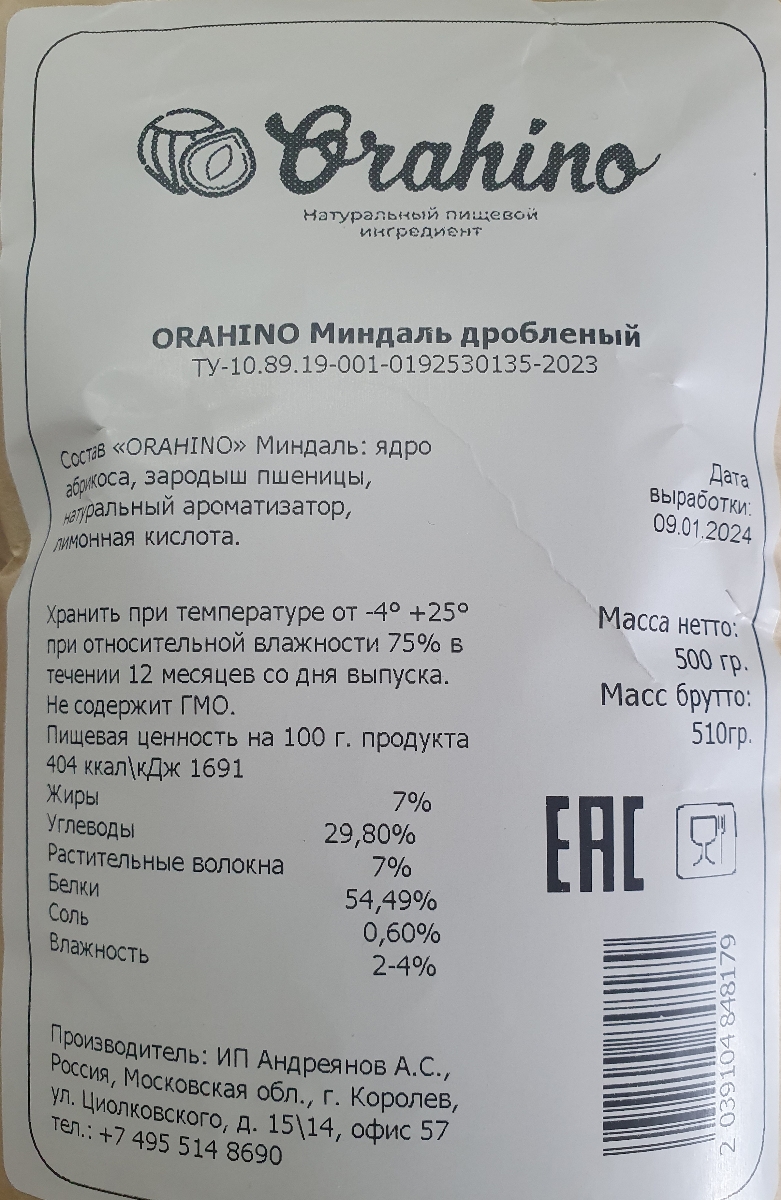 Orahino
Натуральный пищевой
ингредиент
ORAHINO Миндаль дробленый
ТУ-10.89.19-001-0192530135-2023
Состав «ORAHINO» Миндаль: ядро
абрикоса, зародыш пшеницы,
натуральный ароматизатор,
лимонная кислота.
Дата
выработки:
09.01.2024
Хранить при температуре от -4° +25°
при относительной влажности 75% в
течении 12 месяцев со дня выпуска.
Не содержит ГМО.
Пищевая ценность на 100 г. продукта
404 ккал\кДж 1691
Жиры 7%
Углеводы 29,80%
Растительные волокна 7%
Белки 54,49%
Соль 0,60%
Влажность 2-4%
Масса нетто:
500 гр.
Масс брутто:
510гр.
EAC
2 039104 848179
Производитель: ИП Андреянов А.С.,
Россия, Московская обл., г. Королев,
ул. Циолковского, д. 15\14, офис 57
тел.: +7 495 514 8690